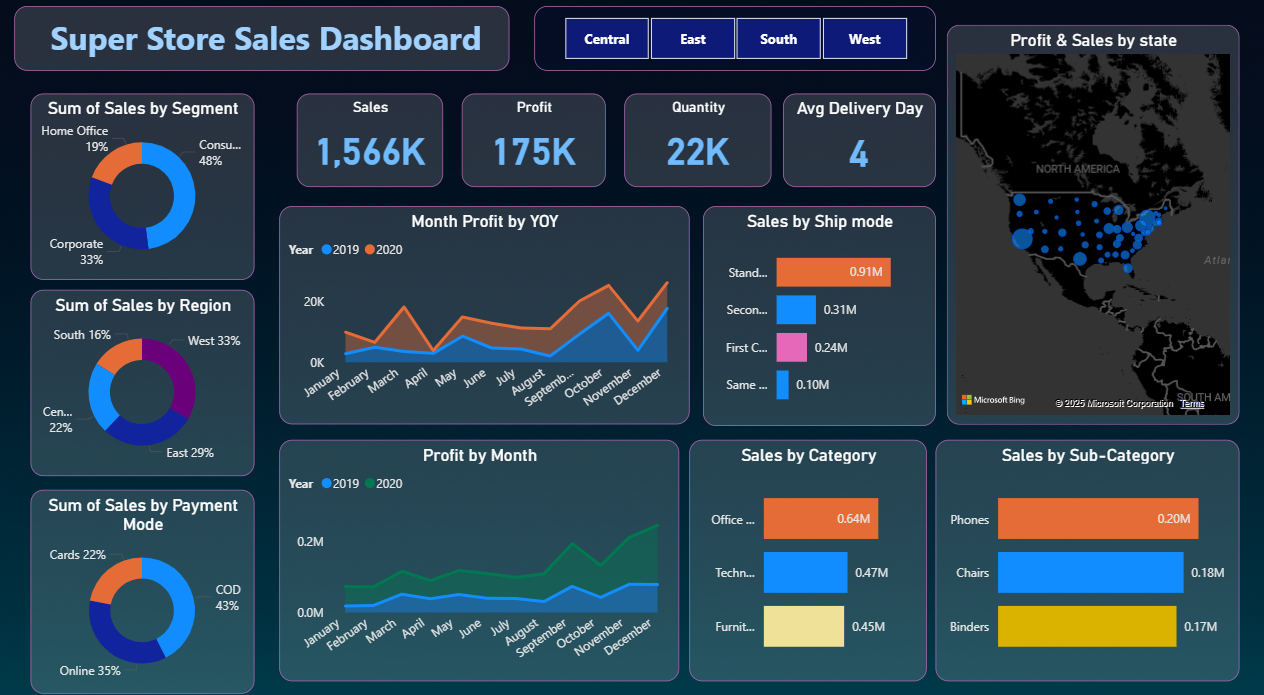 Super Store Sales Dashboard
Central
East
South
West
Profit & Sales by state
NORTH AMERICA
Atlar
SOUTH AM
Microsoft Bing
© 2025 Microsoft Corporation Terms
Sum of Sales by Segment
Home Office
19%
Consu...
48%
Corporate
33%
Sales
1,566K
Profit
175K
Quantity
22K
Avg Delivery Day
4
Month Profit by YOY
Year 2019 2020
20K
0K
January
February
March
April
May
June
July
August
Septemb...
October
November
December
Sales by Ship mode
Stand... 0.91M
Secon... 0.31M
First C... 0.24M
Same ... 0.10M
Sum of Sales by Region
South 16%
West 33%
Cen...
22%
East 29%
Sum of Sales by Payment
Mode
Cards 22%
COD
43%
Online 35%
Profit by Month
Year 2019 2020
0.2M
0.0M
January
February
March
April
May
June
July
August
September
October
November
December
Sales by Category
Office ... 0.64M
Techn... 0.47M
Furnit... 0.45M
Sales by Sub-Category
Phones 0.20M
Chairs 0.18M
Binders 0.17M